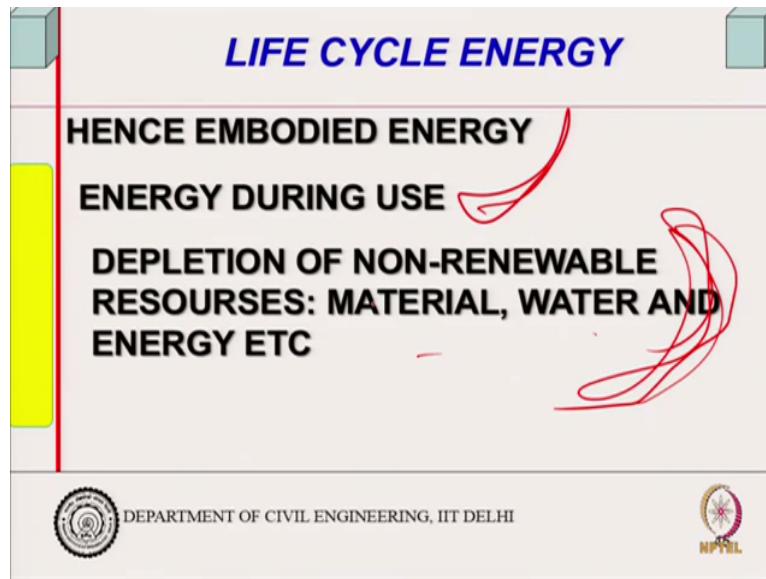 LIFE CYCLE ENERGY
HENCE EMBODIED ENERGY
ENERGY DURING USE
DEPLETION OF NON-RENEWABLE
RESOURSES: MATERIAL, WATER AND
ENERGY ETC
DEPARTMENT OF CIVIL ENGINEERING, IIT DELHI
NPTEL